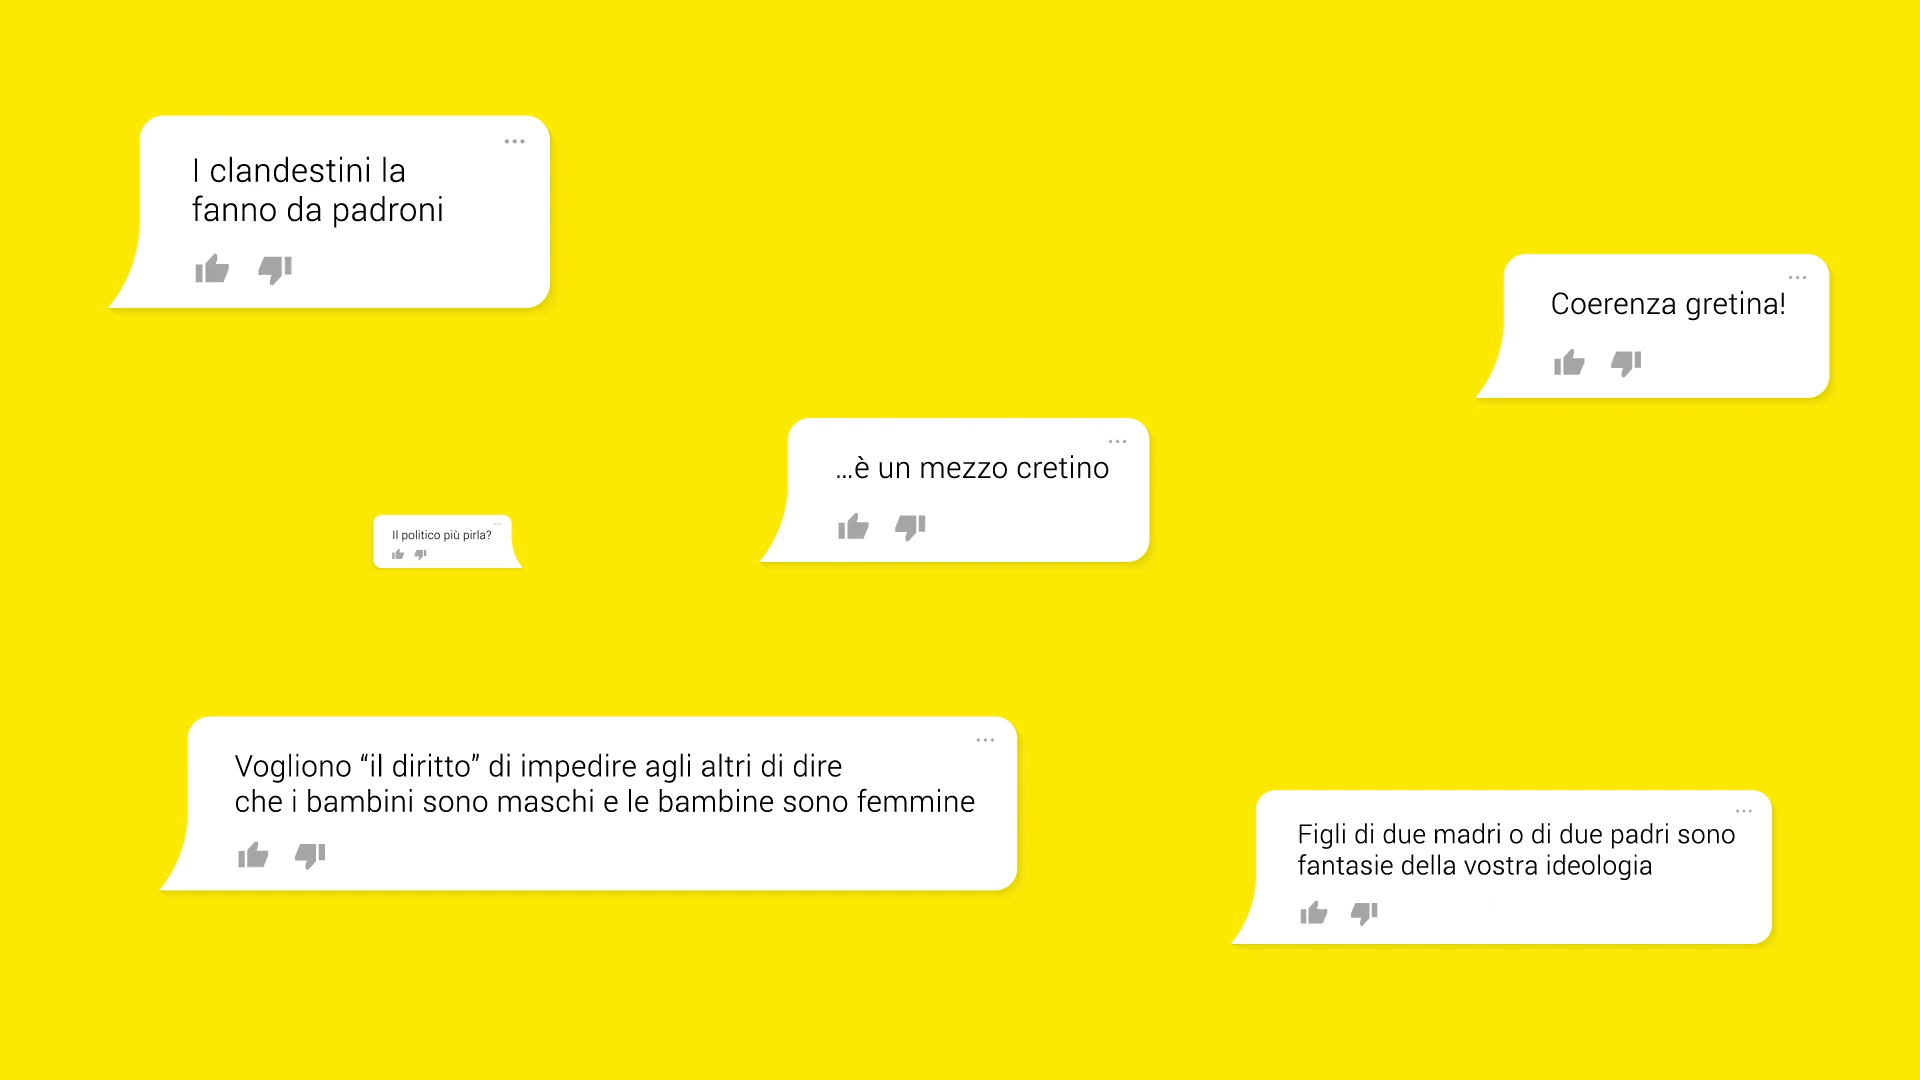 I clandestini la
fanno da padroni
Coerenza gretina!
...è un mezzo cretino
Il politico più pirla?
Vogliono “il diritto” di impedire agli altri di dire
che i bambini sono maschi e le bambine sono femmine
Figli di due madri o di due padri sono
fantasie della vostra ideologia